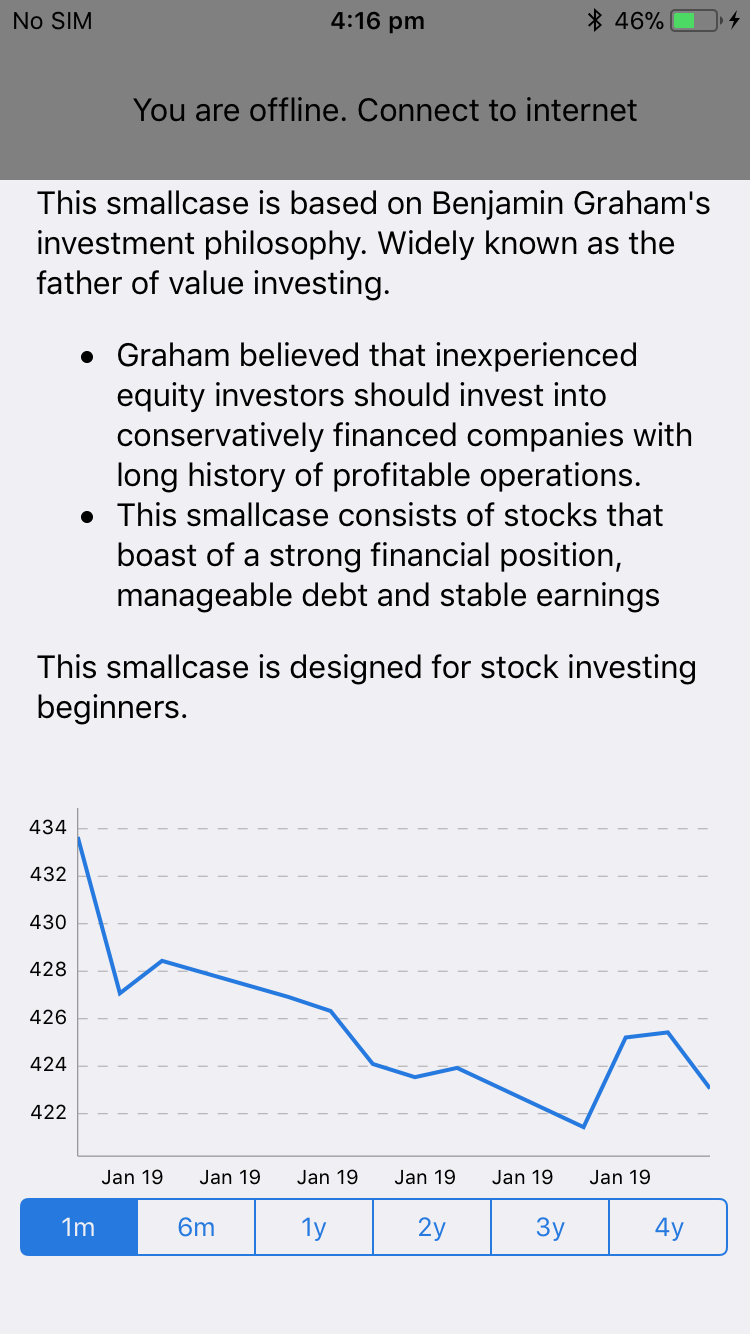 No SIM 4:16 pm 46%
You are offline. Connect to internet
This smallcase is based on Benjamin Graham's
investment philosophy. Widely known as the
father of value investing.
• Graham believed that inexperienced
equity investors should invest into
conservatively financed companies with
long history of profitable operations.
• This smallcase consists of stocks that
boast of a strong financial position,
manageable debt and stable earnings
This smallcase is designed for stock investing
beginners.
434
432
430
428
426
424
422
Jan 19 Jan 19 Jan 19 Jan 19 Jan 19 Jan 19
1m 6m 1y 2y 3y 4y